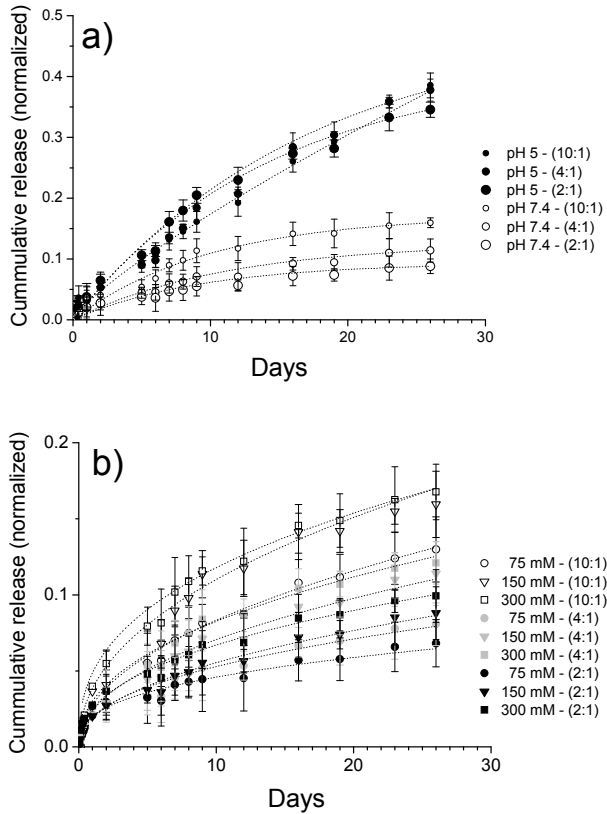 a)
Cummulative release (normalized)
0.5
0.4
0.3
0.2
0.1
0.0
0 10 20 30
Days
pH 5 - (10:1)
pH 5 - (4:1)
pH 5 - (2:1)
pH 7.4 - (10:1)
pH 7.4 - (4:1)
pH 7.4 - (2:1)
b)
Cummulative release (normalized)
0.2
0.1
0.0
0 10 20 30
Days
75 mM - (10:1)
150 mM - (10:1)
300 mM - (10:1)
75 mM - (4:1)
150 mM - (4:1)
300 mM - (4:1)
75 mM - (2:1)
150 mM - (2:1)
300 mM - (2:1)